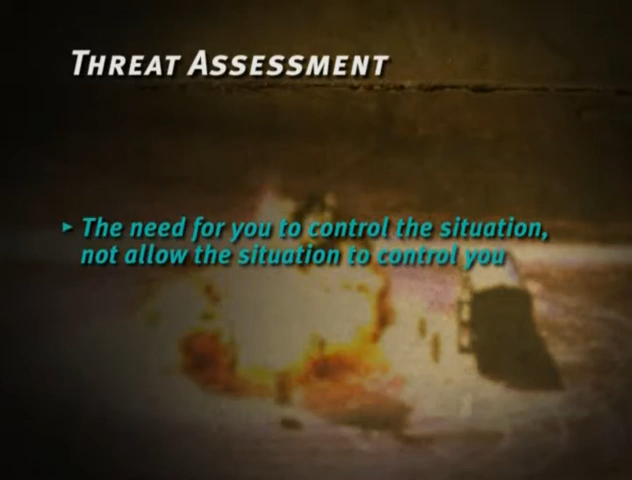 THREAT ASSESSMENT
▸ The need for you to control the situation,
not allow the situation to control you